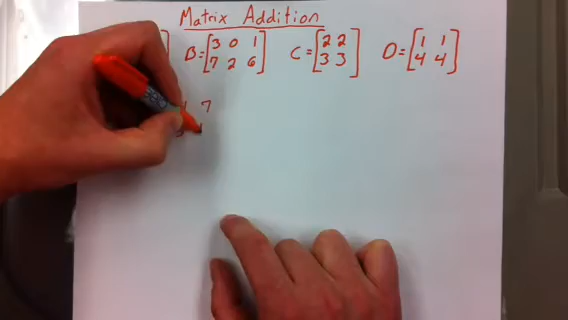 Matrix Addition
] B=[3 0 1 C=[2 2 D=[1 1
7 2 6] 3 3] 4 4]
7